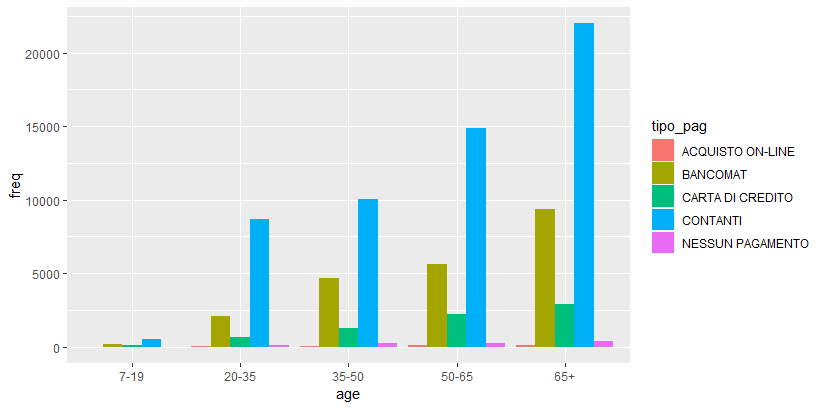 freq
20000
15000
10000
5000
0
7-19 20-35 35-50 50-65 65+
age
tipo_pag
ACQUISTO ON-LINE
BANCOMAT
CARTA DI CREDITO
CONTANTI
NESSUN PAGAMENTO